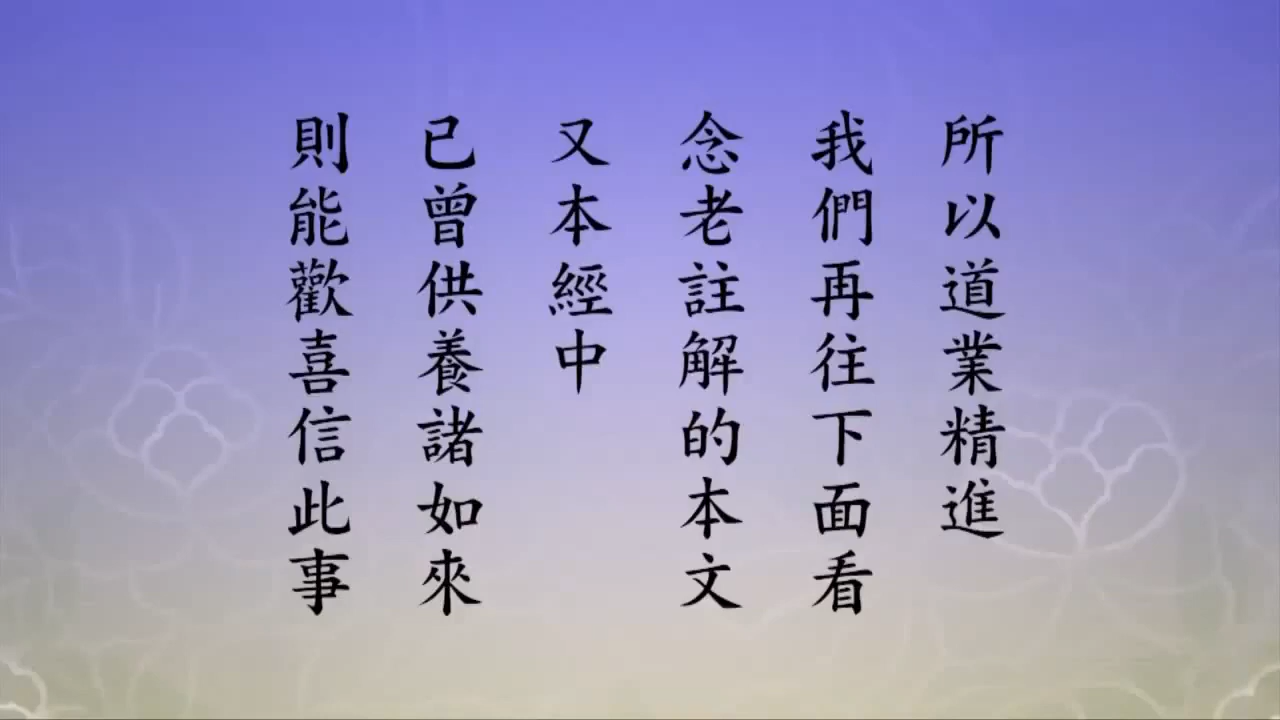 所以道業精進
我們再往下面看
念老註解的本文
又本經中
已曾供養諸如來
則能歡喜信此事